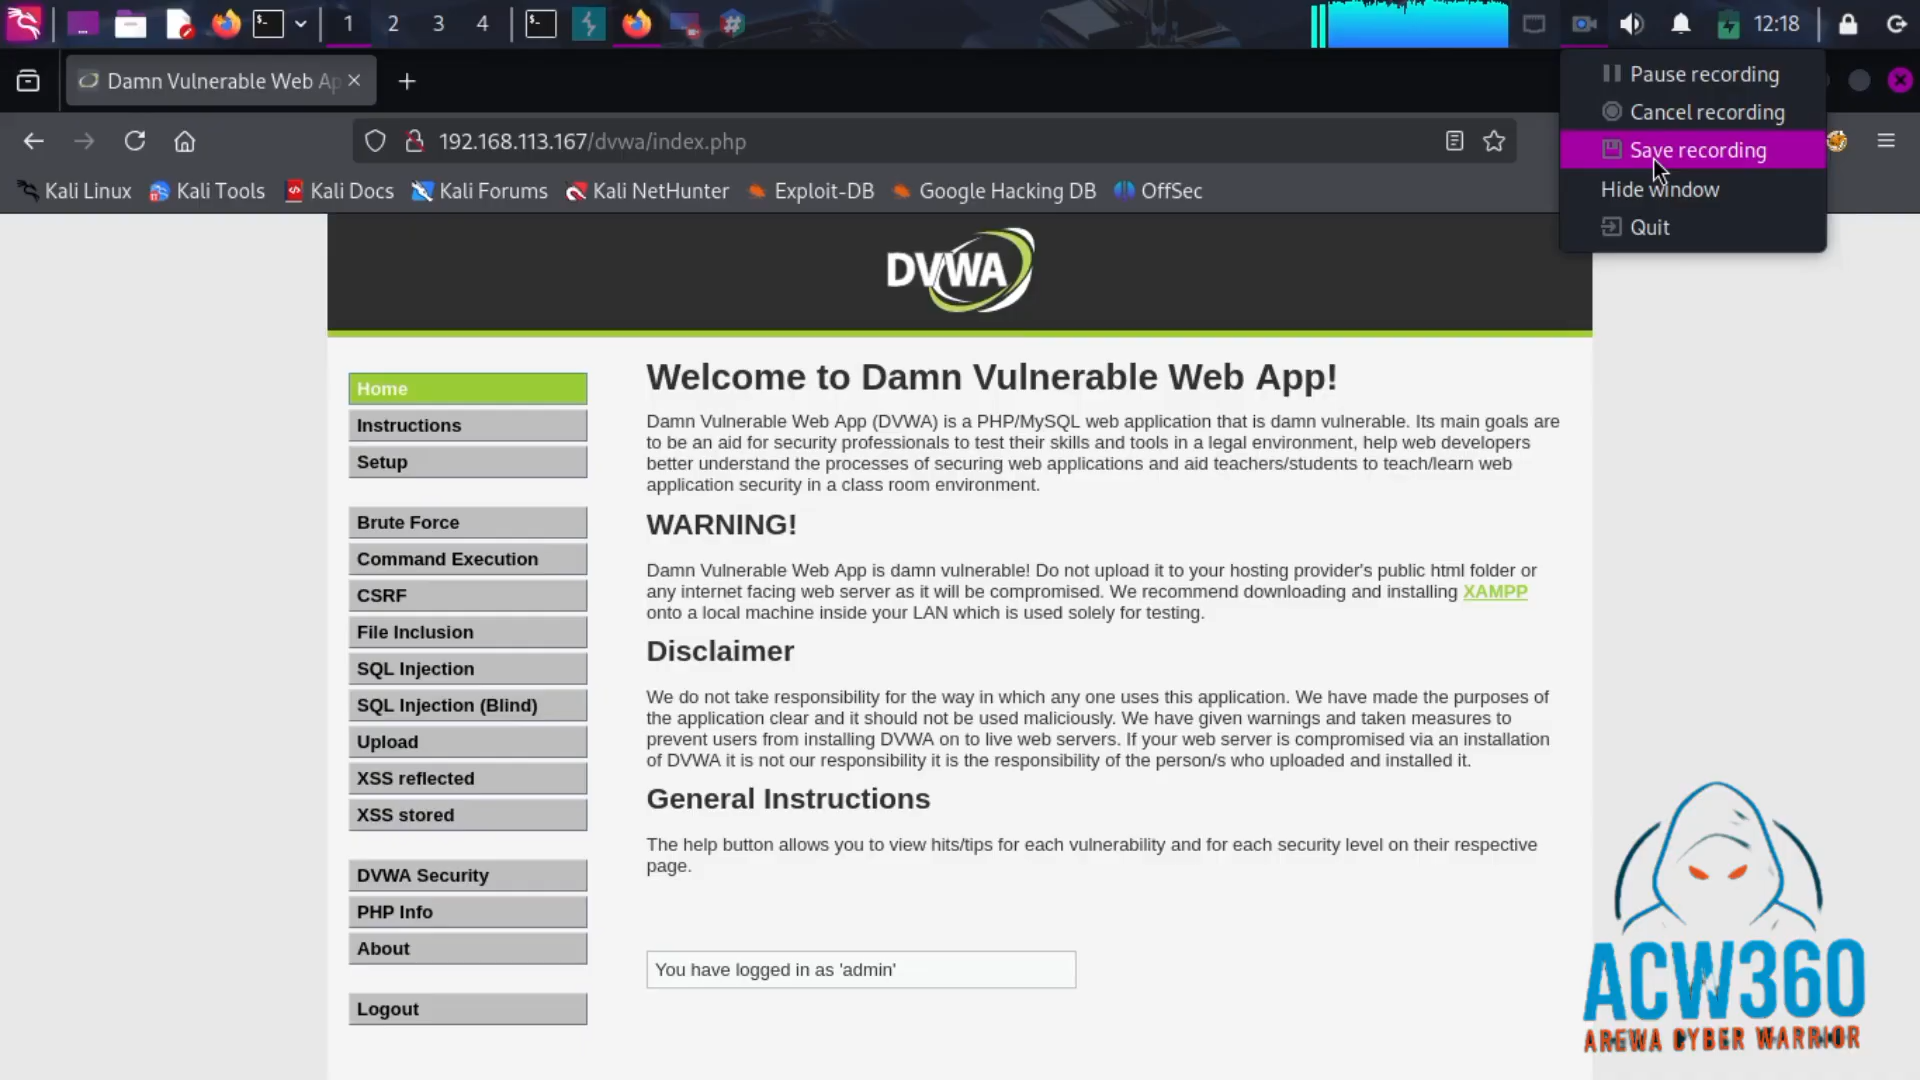 1 2 3 4
12:18
Damn Vulnerable Web Ap
192.168.113.167/dvwa/index.php
Pause recording
Cancel recording
Save recording
Hide window
Quit
Kali Linux Kali Tools Kali Docs Kali Forums Kali NetHunter Exploit-DB Google Hacking DB OffSec
DVWA
Home
Instructions
Setup
Brute Force
Command Execution
CSRF
File Inclusion
SQL Injection
SQL Injection (Blind)
Upload
XSS reflected
XSS stored
DVWA Security
PHP Info
About
Logout
Welcome to Damn Vulnerable Web App!
Damn Vulnerable Web App (DVWA) is a PHP/MySQL web application that is damn vulnerable. Its main goals are
to be an aid for security professionals to test their skills and tools in a legal environment, help web developers
better understand the processes of securing web applications and aid teachers/students to teach/learn web
application security in a class room environment.
WARNING!
Damn Vulnerable Web App is damn vulnerable! Do not upload it to your hosting provider's public html folder or
any internet facing web server as it will be compromised. We recommend downloading and installing XAMPP
onto a local machine inside your LAN which is used solely for testing.
Disclaimer
We do not take responsibility for the way in which any one uses this application. We have made the purposes of
the application clear and it should not be used maliciously. We have given warnings and taken measures to
prevent users from installing DVWA on to live web servers. If your web server is compromised via an installation
of DVWA it is not our responsibility it is the responsibility of the person/s who uploaded and installed it.
General Instructions
The help button allows you to view hits/tips for each vulnerability and for each security level on their respective
page.
You have logged in as 'admin'
ACW360
AREWA CYBER WARRIOR